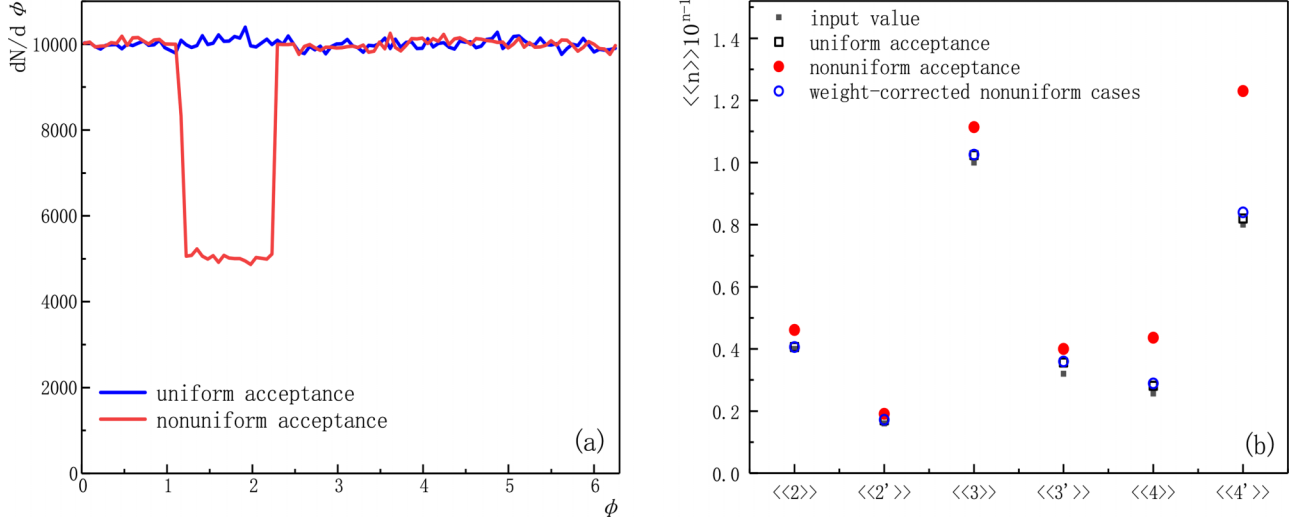 dN/d ϕ
10000
8000
6000
4000
2000
0
uniform acceptance
nonuniform acceptance
(a)
0 1 2 3 4 5 6
ϕ
<<n>>10^{n-1}
1.4
1.2
1.0
0.8
0.6
0.4
0.2
0.0
input value
uniform acceptance
nonuniform acceptance
weight-corrected nonuniform cases
(b)
<<2>> <<2'>> <<3>> <<3'>> <<4>> <<4'>>